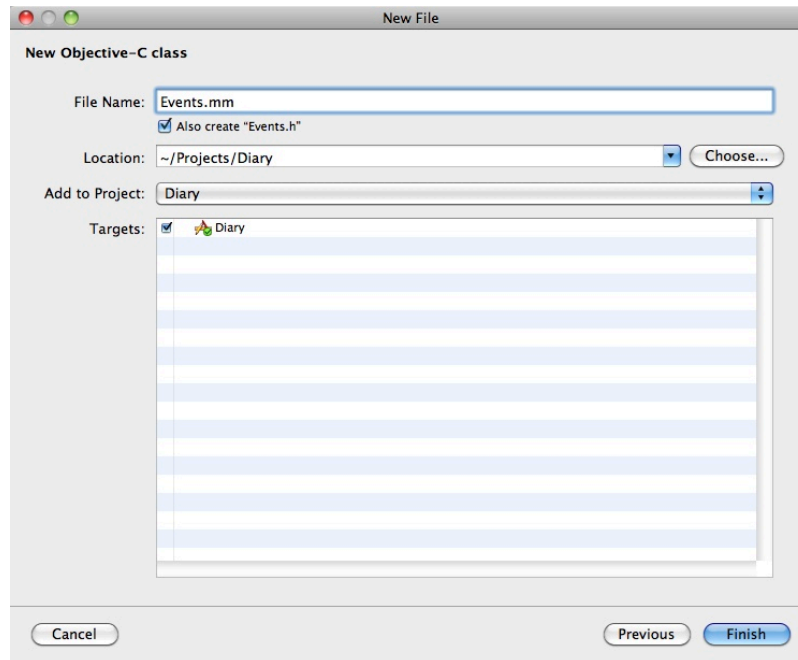 New File
New Objective-C class
File Name: Events.mm
Also create “Events.h”
Location: ~/Projects/Diary Choose...
Add to Project: Diary
Targets: Diary
Cancel Previous Finish